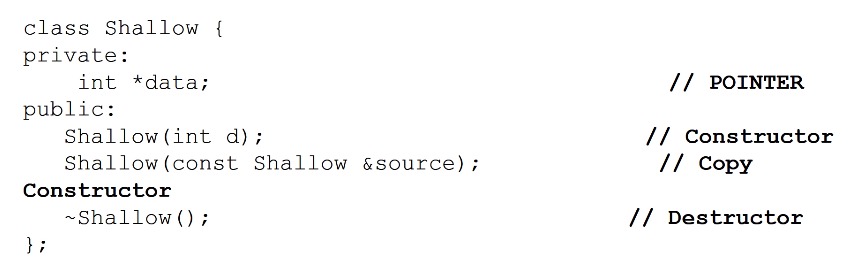 class Shallow {
private:
    int *data;                                  // POINTER
public:
   Shallow(int d);                              // Constructor
   Shallow(const Shallow &source);              // Copy
Constructor
   ~Shallow();                                  // Destructor
};